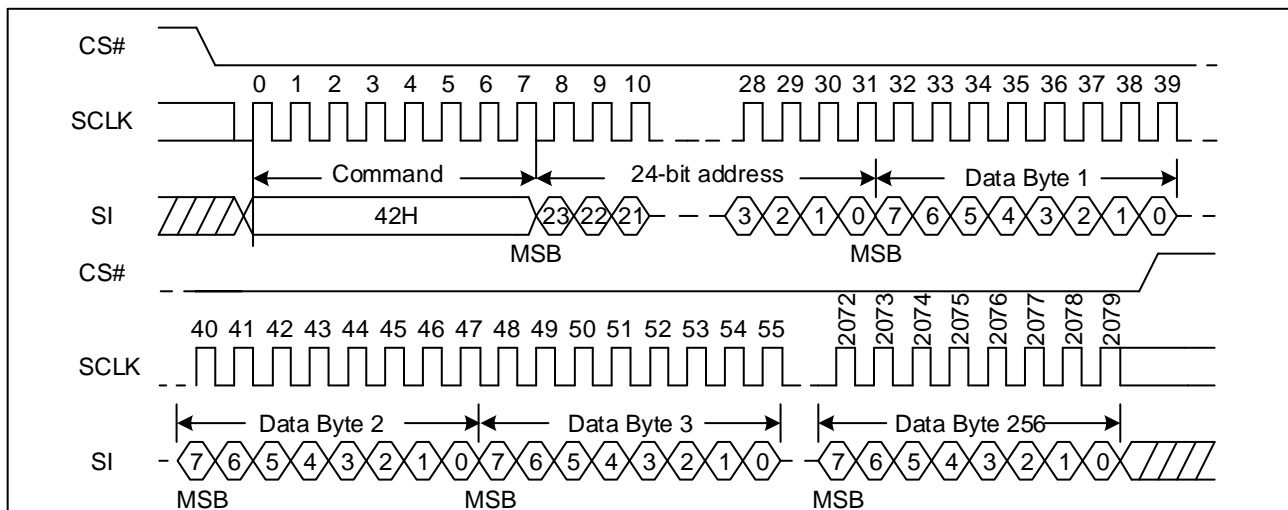 CS#
0 1 2 3 4 5 6 7 8 9 10 28 29 30 31 32 33 34 35 36 37 38 39
SCLK
Command 24-bit address Data Byte 1
SI 42H 23 22 21 3 2 1 0 7 6 5 4 3 2 1 0
MSB MSB
CS#
40 41 42 43 44 45 46 47 48 49 50 51 52 53 54 55 2072 2073 2074 2075 2076 2077 2078 2079
SCLK
Data Byte 2 Data Byte 3 Data Byte 256
SI 7 6 5 4 3 2 1 0 7 6 5 4 3 2 1 0 7 6 5 4 3 2 1 0
MSB MSB MSB